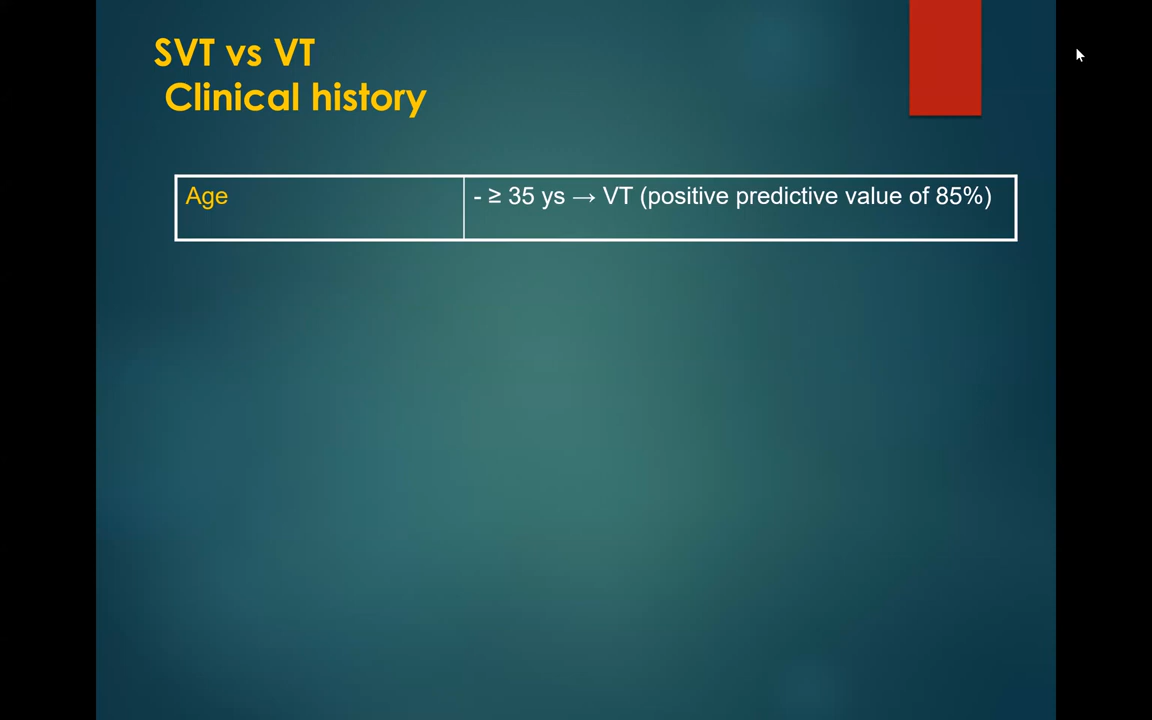 SVT vs VT
Clinical history
Age
- ≥ 35 ys → VT (positive predictive value of 85%)